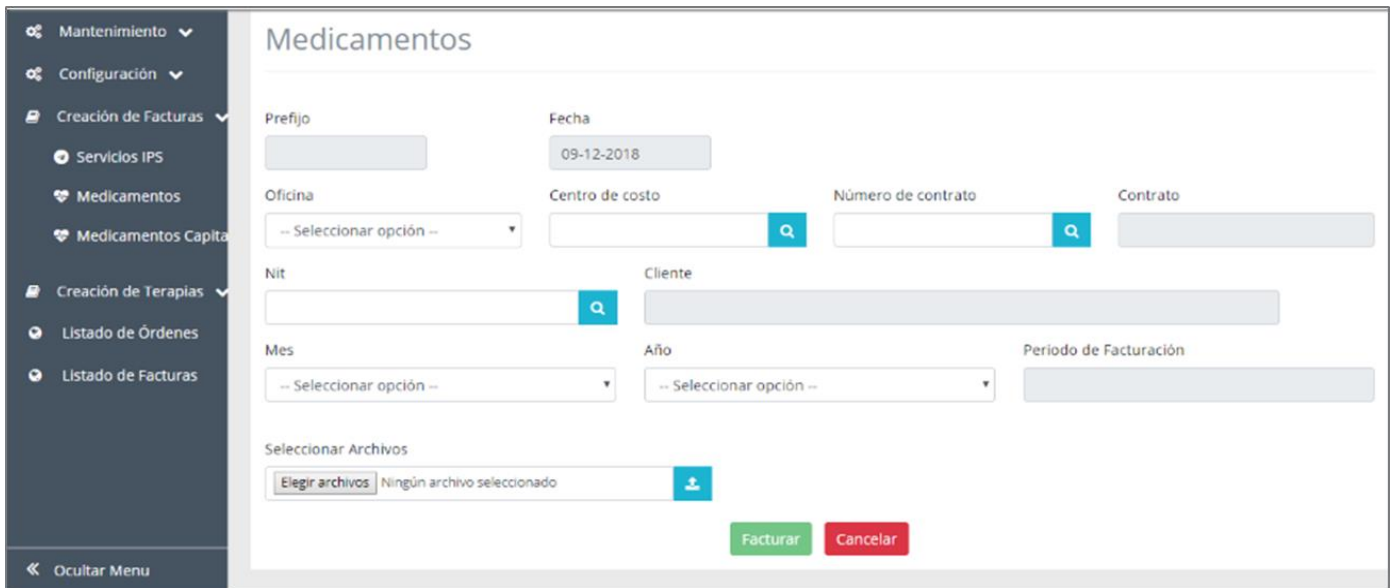 Mantenimiento
Configuración
Creación de Facturas
Servicios IPS
Medicamentos
Medicamentos Capita
Creación de Terapias
Listado de Órdenes
Listado de Facturas
Ocultar Menu
Medicamentos
Prefijo Fecha
09-12-2018
Oficina Centro de costo Número de contrato Contrato
-- Seleccionar opción --
Nit Cliente
Mes Año Periodo de Facturación
-- Seleccionar opción -- -- Seleccionar opción --
Seleccionar Archivos
Elegir archivos Ningún archivo seleccionado
Facturar Cancelar